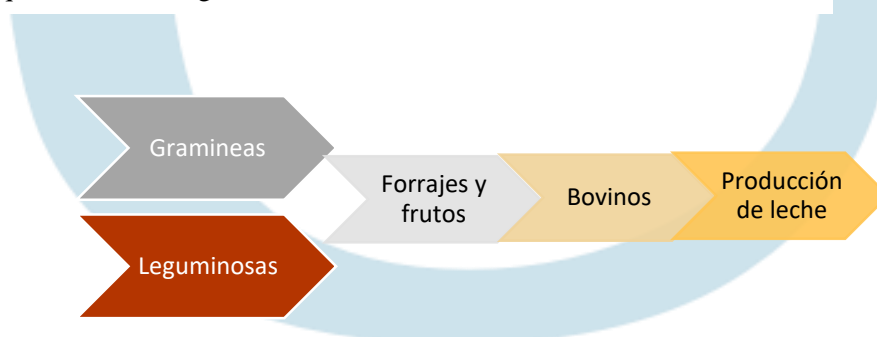 Gramineas
Leguminosas
Forrajes y
frutos
Bovinos
Producción
de leche